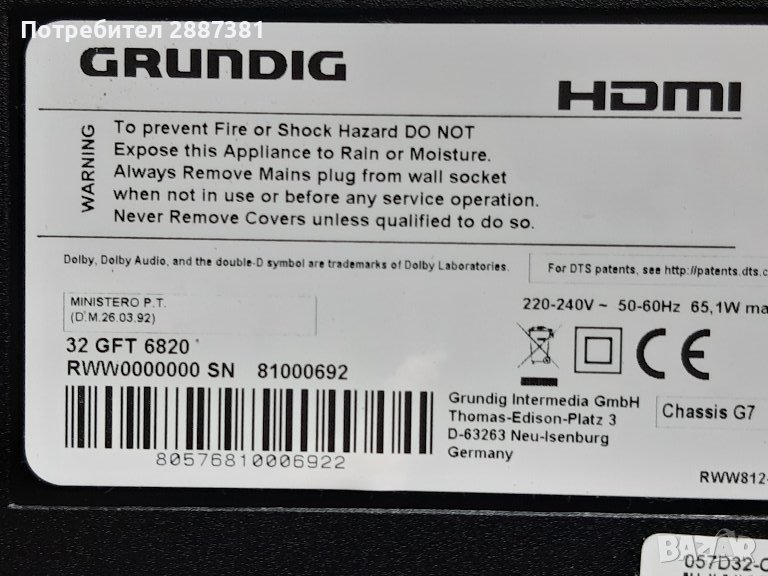 Потребител 2887381
GRUNDIG
HDMI
WARNING
To prevent Fire or Shock Hazard DO NOT
Expose this Appliance to Rain or Moisture.
Always Remove Mains plug from wall socket
when not in use or before any service operation.
Never Remove Covers unless qualified to do so.
Dolby, Dolby Audio, and the double-D symbol are trademarks of Dolby Laboratories.
For DTS patents, see http://patents.dts.c
MINISTERO P.T.
(D.M.26.03.92)
220-240V ~ 50-60Hz 65,1W ma
32 GFT 6820
RWW0000000 SN 81000692
CE
80576810006922
Grundig Intermedia GmbH
Thomas-Edison-Platz 3
D-63263 Neu-Isenburg
Germany
Chassis G7
RWW812-
BAZAR
057D32-